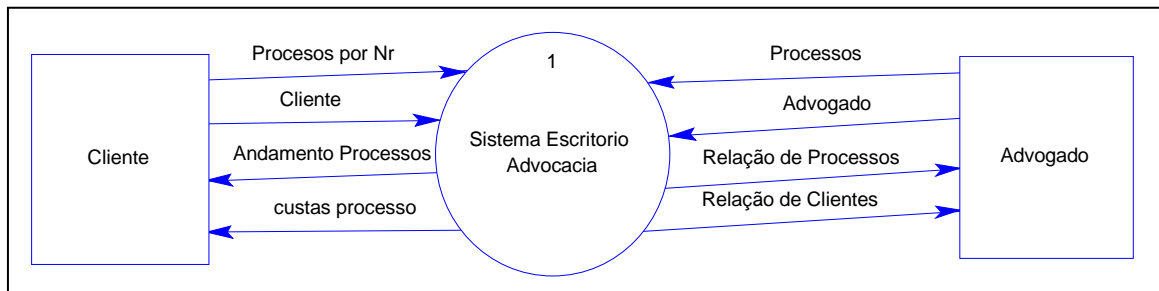 Procesos por Nr
Cliente
Andamento Processos
custas processo
Cliente
1
Sistema Escritorio
Advocacia
Processos
Advogado
Relação de Processos
Relação de Clientes
Advogado